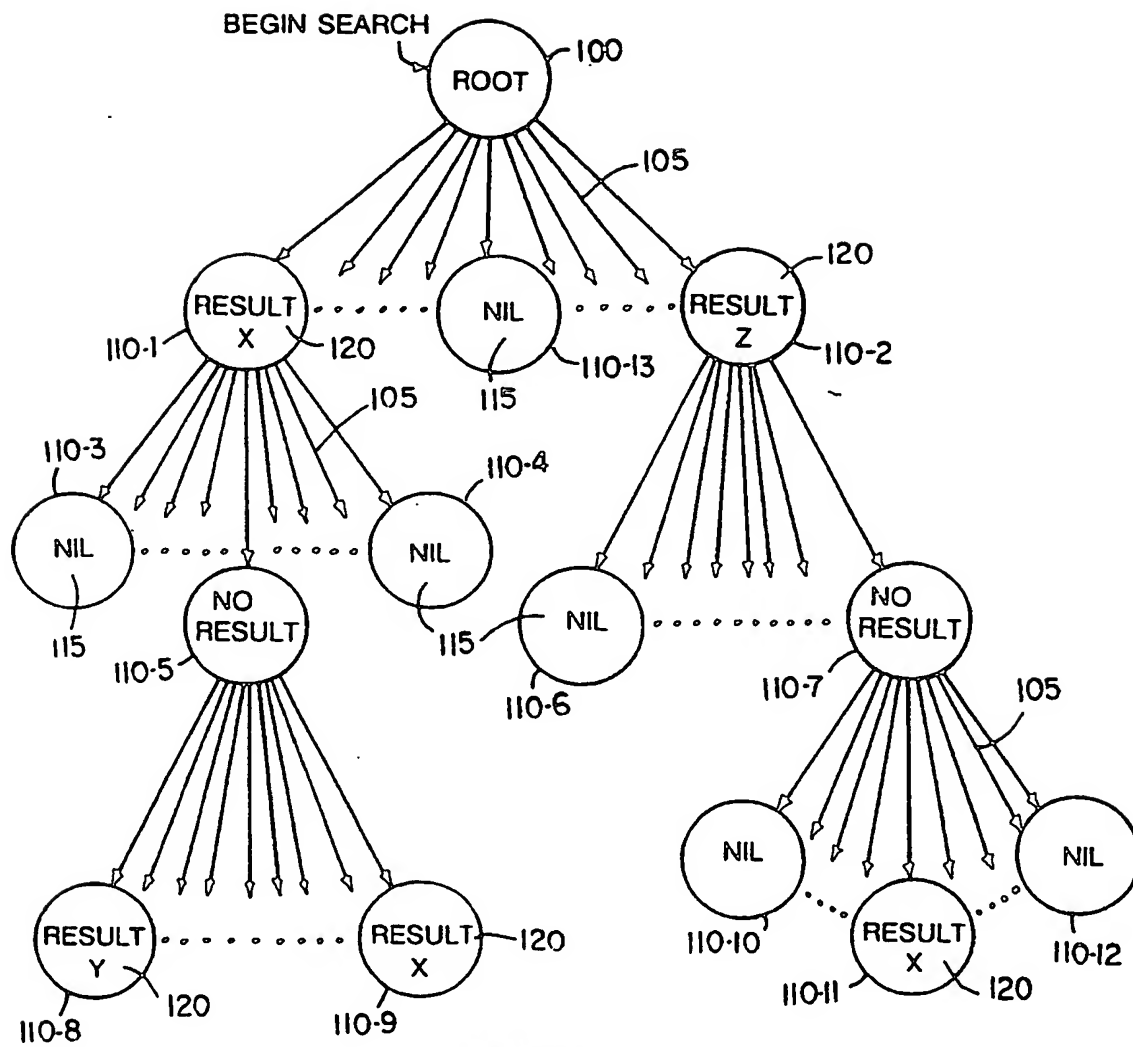 BEGIN SEARCH
100
ROOT
105
120
RESULT
X
NIL
RESULT
Z
110-1
120
110-13
110-2
115
105
110-3
110-4
NIL
NIL
NO
RESULT
NIL
NO
RESULT
115
115
110-5
110-6
110-7
105
NIL
NIL
RESULT
Y
RESULT
X
120
RESULT
X
110-10
110-12
120
110-8
110-9
110-11
120